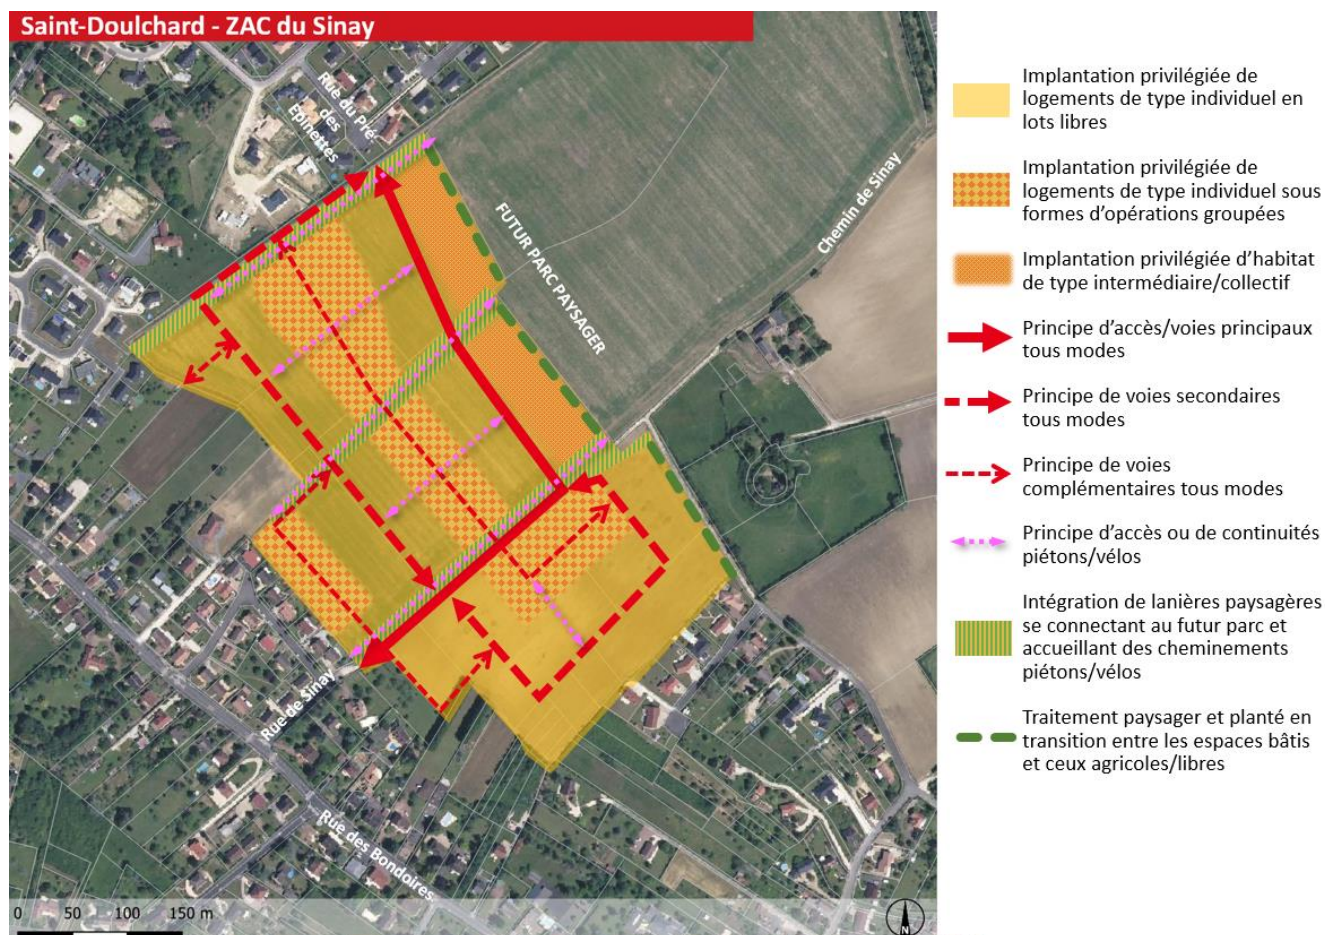 Saint-Doulchard - ZAC du Sinay
Rue du Pré
des
Epinettes
FUTUR PARC PAYSAGER
Chemin de Sinay
Rue de Sinay
Rue des Bondoires
0 50 100 150 m
N
Implantation privilégiée de
logements de type individuel en
lots libres
Implantation privilégiée de
logements de type individuel sous
formes d'opérations groupées
Implantation privilégiée d'habitat
de type intermédiaire/collectif
Principe d'accès/voies principaux
tous modes
Principe de voies secondaires
tous modes
Principe de voies
complémentaires tous modes
Principe d'accès ou de continuités
piétons/vélos
Intégration de lanières paysagères
se connectant au futur parc et
accueillant des cheminements
piétons/vélos
Traitement paysager et planté en
transition entre les espaces bâtis
et ceux agricoles/libres